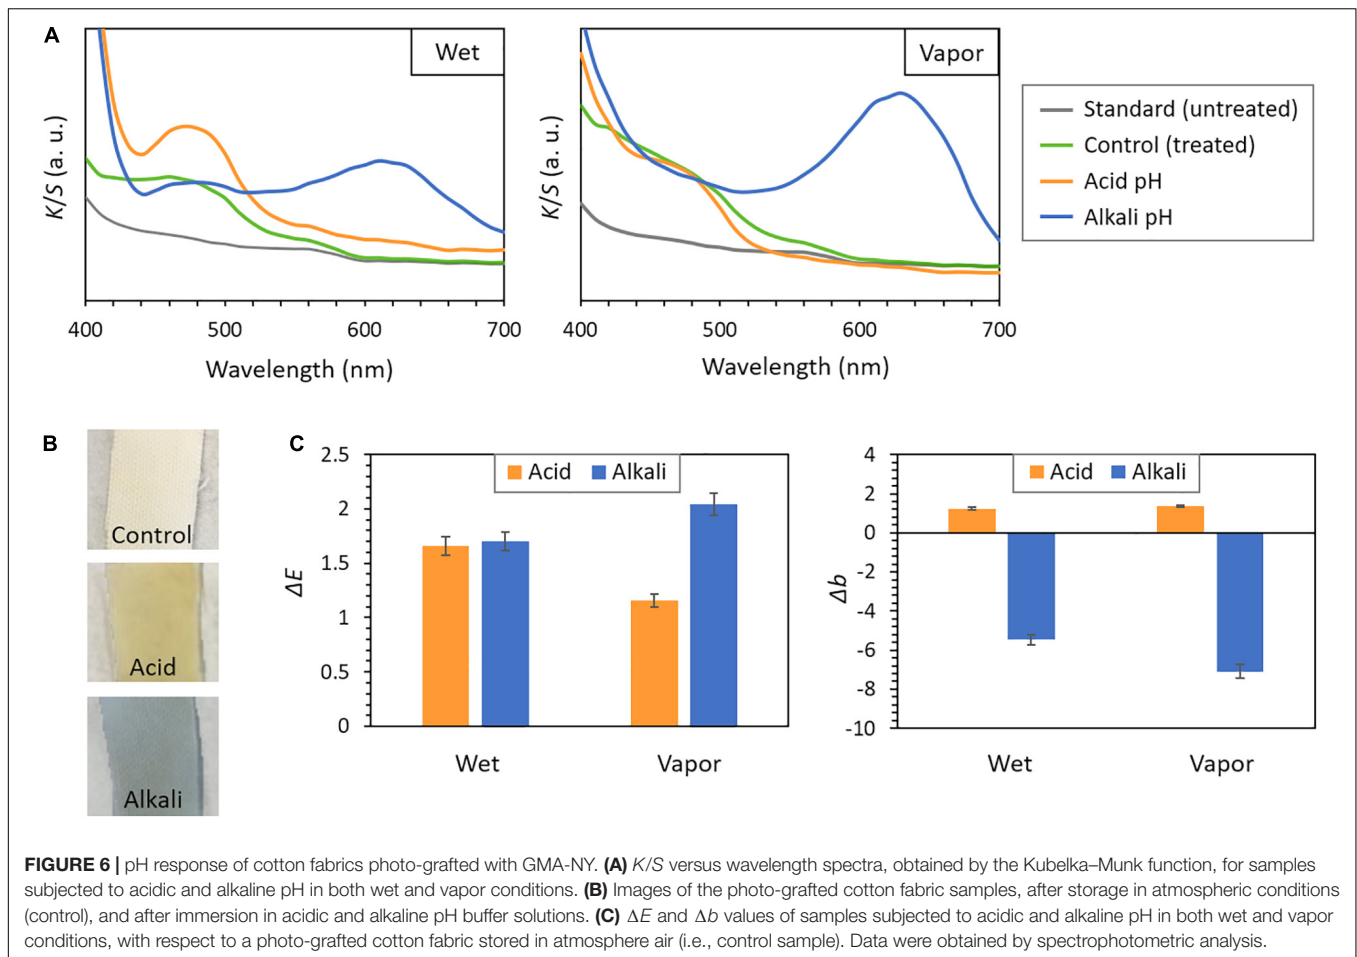 A
Wet
K/S (a. u.)
400 500 600 700
Wavelength (nm)
Vapor
K/S (a. u.)
400 500 600 700
Wavelength (nm)
Standard (untreated)
Control (treated)
Acid pH
Alkali pH
B
Control
Acid
Alkali
C
Acid Alkali
ΔE
2.5
2
1.5
1
0.5
0
Wet Vapor
Acid Alkali
Δb
4
2
0
-2
-4
-6
-8
-10
Wet Vapor
FIGURE 6 | pH response of cotton fabrics photo-grafted with GMA-NY. (A) K/S versus wavelength spectra, obtained by the Kubelka–Munk function, for samples
subjected to acidic and alkaline pH in both wet and vapor conditions. (B) Images of the photo-grafted cotton fabric samples, after storage in atmospheric conditions
(control), and after immersion in acidic and alkaline pH buffer solutions. (C) ΔE and Δb values of samples subjected to acidic and alkaline pH in both wet and vapor
conditions, with respect to a photo-grafted cotton fabric stored in atmosphere air (i.e., control sample). Data were obtained by spectrophotometric analysis.